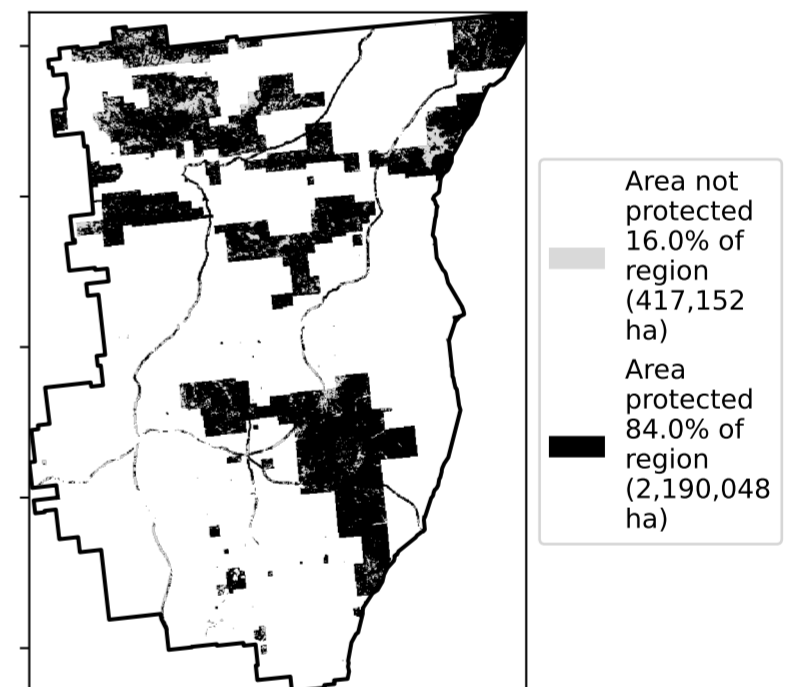 Area not
protected
16.0% of
region
(417,152
ha)
Area
protected
84.0% of
region
(2,190,048
ha)